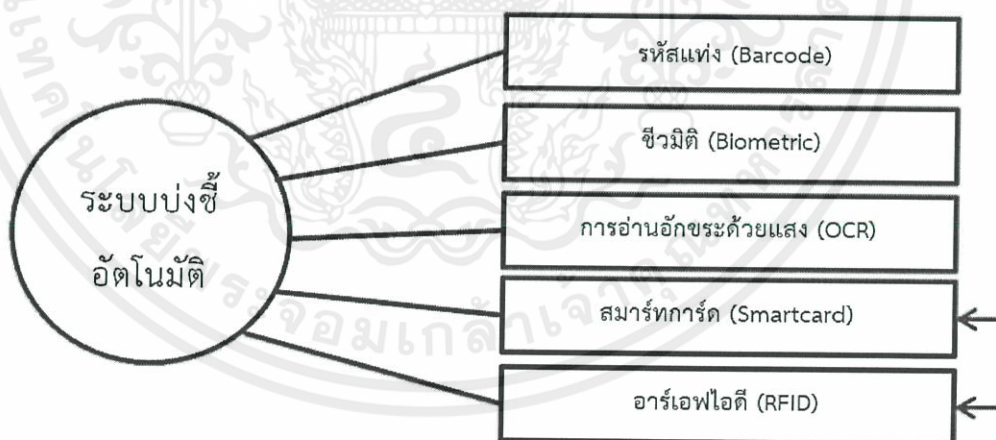 รหัสแท่ง (Barcode)
ชีวมิติ (Biometric)
ระบบบ่งชี้
อัตโนมัติ
การอ่านอักขระด้วยแสง (OCR)
สมาร์ทการ์ด (Smartcard)
อาร์เอฟไอดี (RFID)